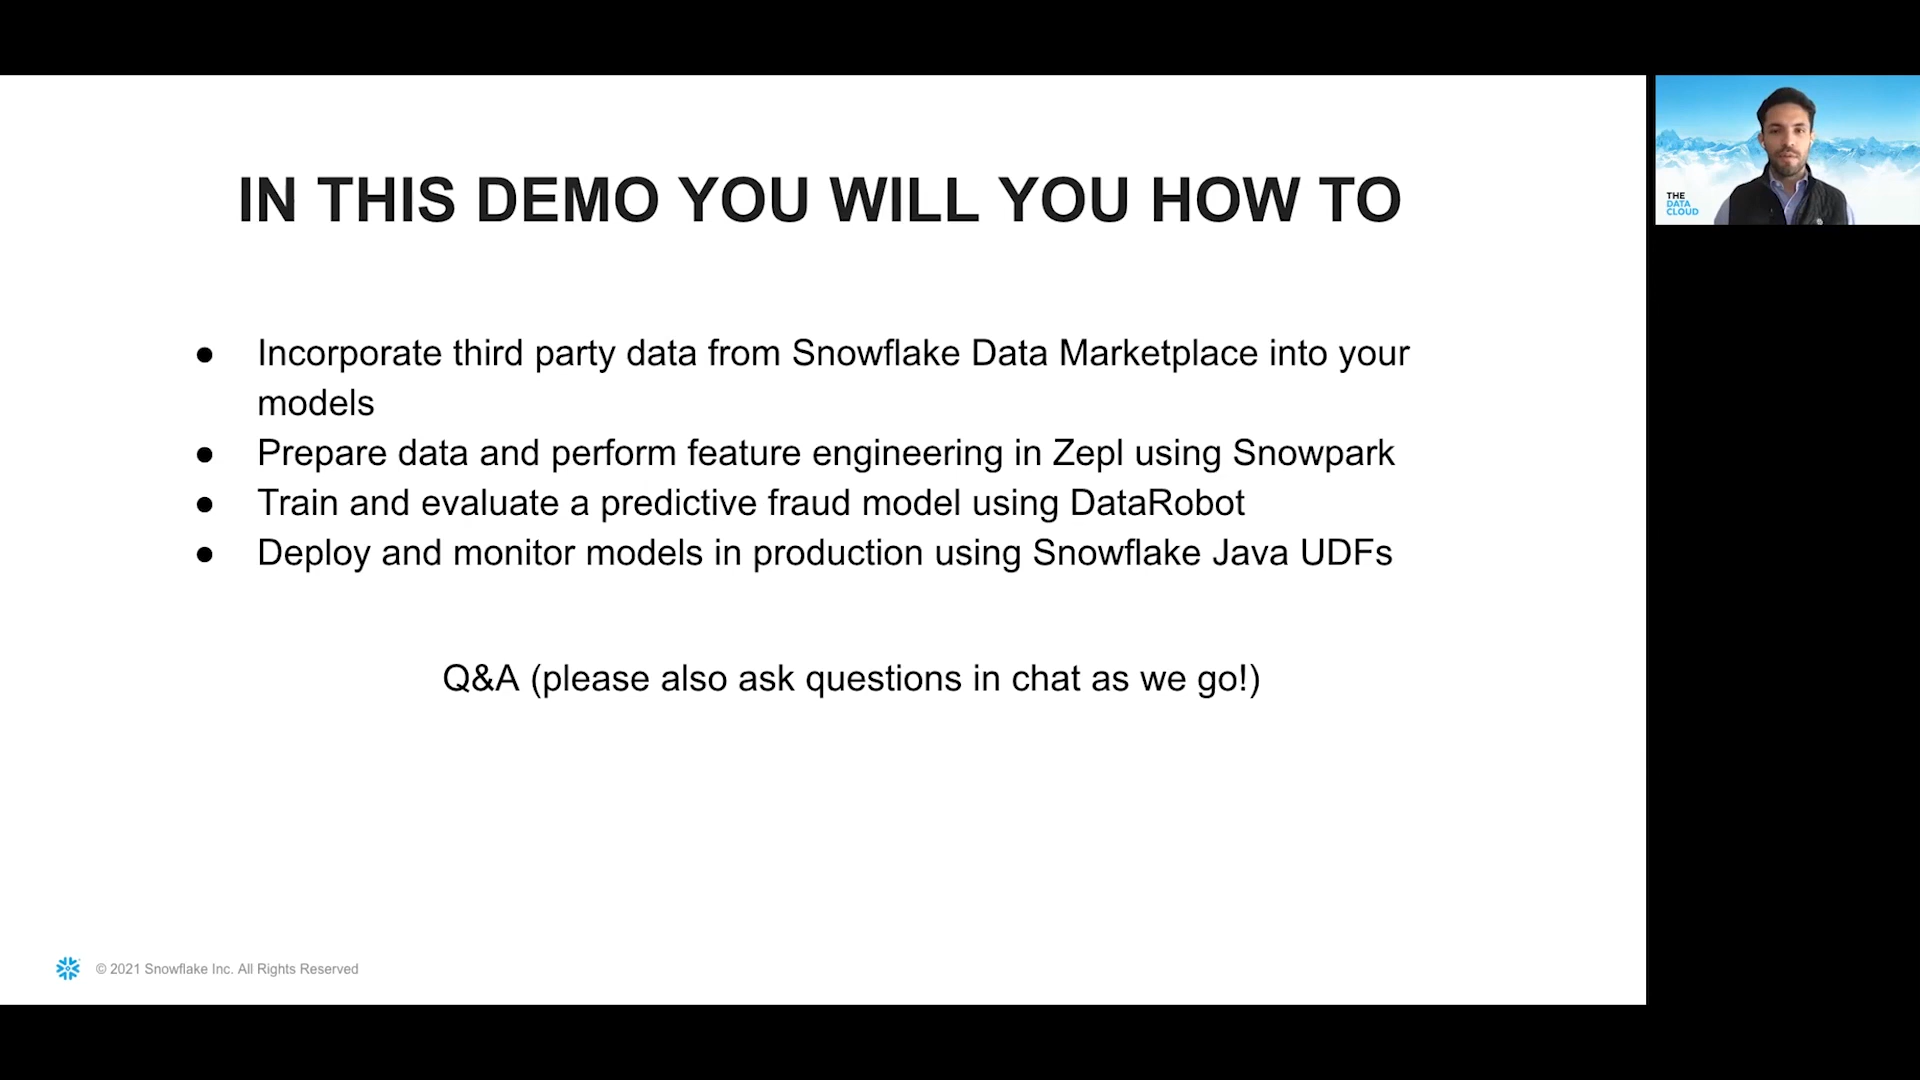 IN THIS DEMO YOU WILL YOU HOW TO
● Incorporate third party data from Snowflake Data Marketplace into your
models
● Prepare data and perform feature engineering in Zepl using Snowpark
● Train and evaluate a predictive fraud model using DataRobot
● Deploy and monitor models in production using Snowflake Java UDFs
Q&A (please also ask questions in chat as we go!)
© 2021 Snowflake Inc. All Rights Reserved
THE
DATA
CLOUD